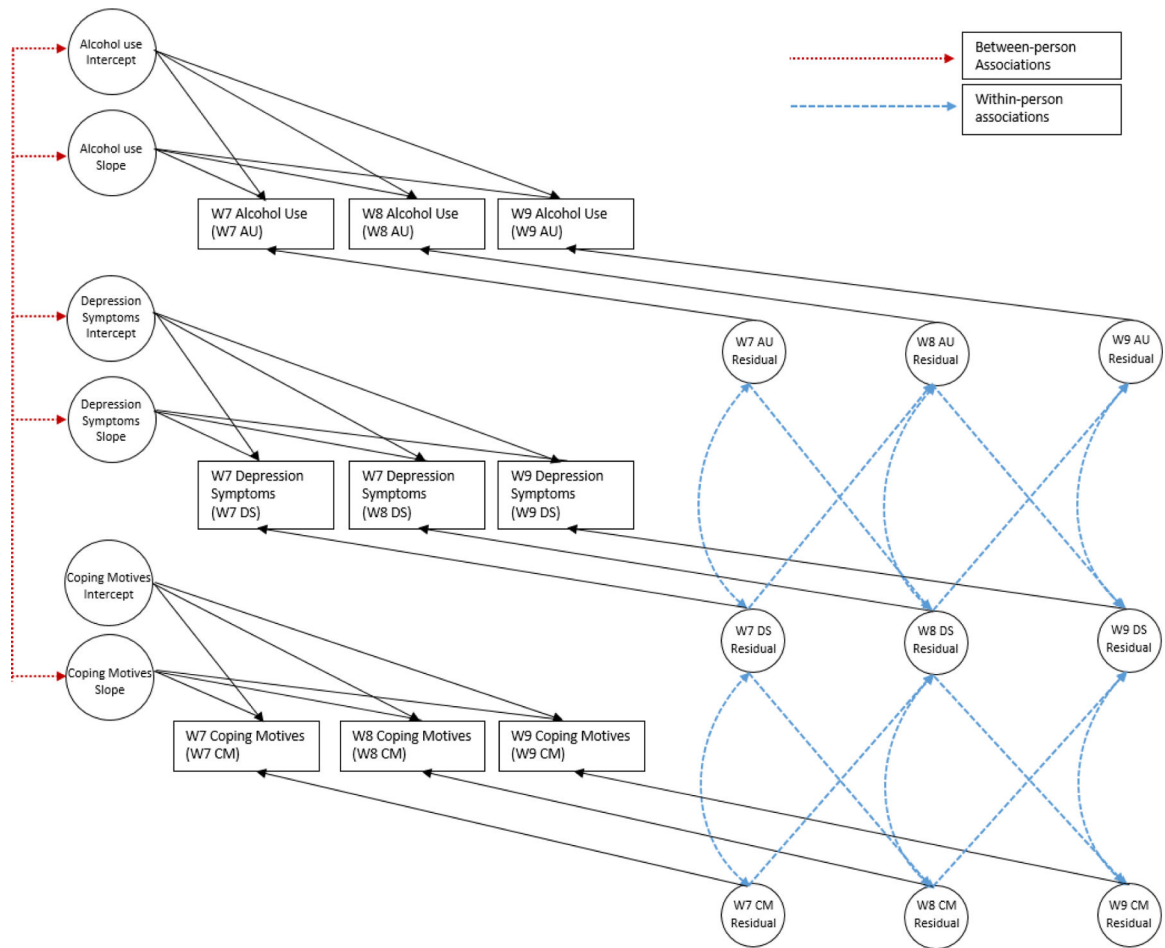 Alcohol use
Intercept
Between-person
Associations
Within-person
associations
Alcohol use
Slope
W7 Alcohol Use
(W7 AU)
W8 Alcohol Use
(W8 AU)
W9 Alcohol Use
(W9 AU)
Depression
Symptoms
Intercept
W7 AU
Residual
W8 AU
Residual
W9 AU
Residual
Depression
Symptoms
Slope
W7 Depression
Symptoms
(W7 DS)
W7 Depression
Symptoms
(W8 DS)
W9 Depression
Symptoms
(W9 DS)
Coping Motives
Intercept
W7 DS
Residual
W8 DS
Residual
W9 DS
Residual
Coping Motives
Slope
W7 Coping Motives
(W7 CM)
W8 Coping Motives
(W8 CM)
W9 Coping Motives
(W9 CM)
W7 CM
Residual
W8 CM
Residual
W9 CM
Residual